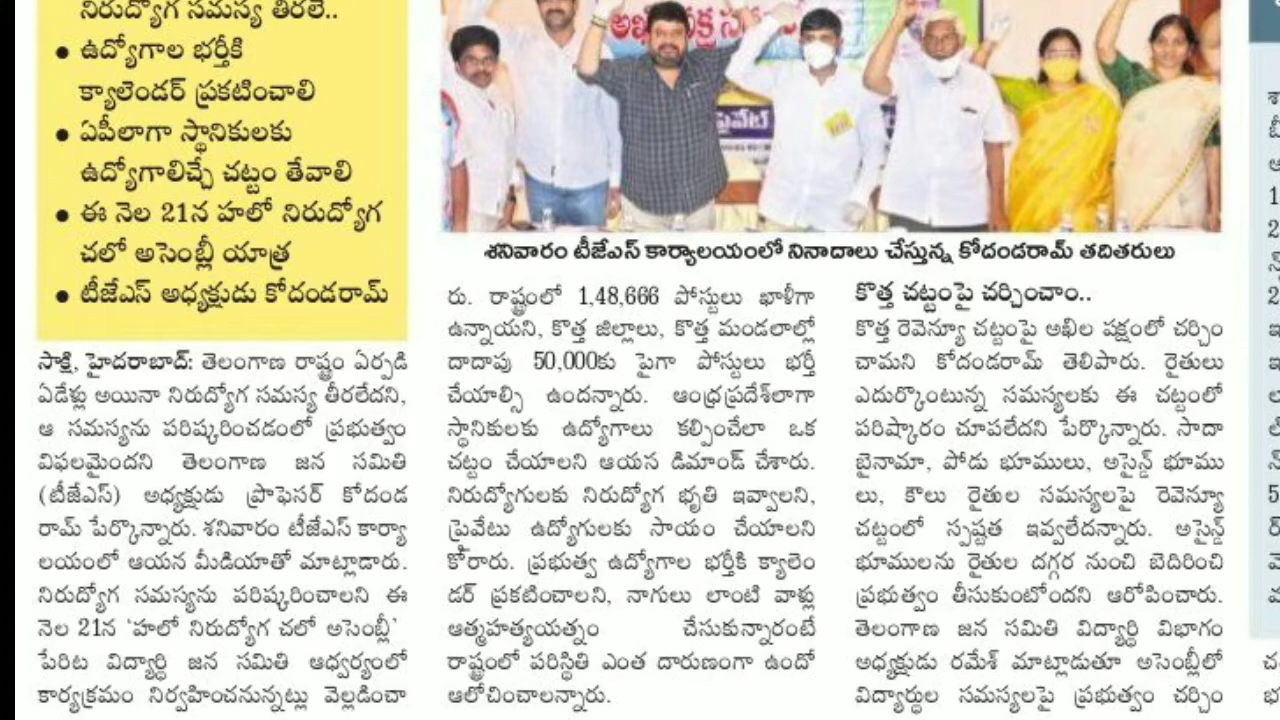 నిరుద్యోగ సమస్య తీరలే..
• ఉద్యోగాల భర్తీకి
క్యాలెండర్ ప్రకటించాలి
• ఏపీలాగా స్థానికులకు
ఉద్యోగాలిచ్చే చట్టం తేవాలి
• ఈ నెల 21న హలో నిరుద్యోగ
చలో అసెంబ్లీ యాత్ర
• టీజేఎస్ అధ్యక్షుడు కోదండరామ్
సాక్షి, హైదరాబాద్: తెలంగాణ రాష్ట్రం ఏర్పడి
ఏడేళ్లు అయినా నిరుద్యోగ సమస్య తీరలేదని,
ఆ సమస్యను పరిష్కరించడంలో ప్రభుత్వం
విఫలమైందని తెలంగాణ జన సమితి
(టీజేఎస్) అధ్యక్షుడు ప్రొఫెసర్ కోదండ
రామ్ పేర్కొన్నారు. శనివారం టీజేఎస్ కార్యా
లయంలో ఆయన మీడియాతో మాట్లాడారు.
నిరుద్యోగ సమస్యను పరిష్కరించాలని ఈ
నెల 21న ‘హలో నిరుద్యోగ చలో అసెంబ్లీ’
పేరిట విద్యార్థి జన సమితి ఆధ్వర్యంలో
కార్యక్రమం నిర్వహించనున్నట్లు వెల్లడించా
అఖిలపక్ష
ప్రైవేట్
శనివారం టీజేఎస్ కార్యాలయంలో నినాదాలు చేస్తున్న కోదండరామ్ తదితరులు
రు. రాష్ట్రంలో 1,48,666 పోస్టులు ఖాళీగా
ఉన్నాయని, కొత్త జిల్లాలు, కొత్త మండలాల్లో
దాదాపు 50,000కు పైగా పోస్టులు భర్తీ
చేయాల్సి ఉందన్నారు. ఆంధ్రప్రదేశ్‌లాగా
స్థానికులకు ఉద్యోగాలు కల్పించేలా ఒక
చట్టం చేయాలని ఆయన డిమాండ్ చేశారు.
నిరుద్యోగులకు నిరుద్యోగ భృతి ఇవ్వాలని,
ప్రైవేటు ఉద్యోగులకు సాయం చేయాలని
కోరారు. ప్రభుత్వ ఉద్యోగాల భర్తీకి క్యాలెం
డర్ ప్రకటించాలని, నాగులు లాంటి వాళ్లు
ఆత్మహత్యయత్నం చేసుకున్నారంటే
రాష్ట్రంలో పరిస్థితి ఎంత దారుణంగా ఉందో
ఆలోచించాలన్నారు.
కొత్త చట్టంపై చర్చించాం..
కొత్త రెవెన్యూ చట్టంపై అఖిల పక్షంలో చర్చిం
చామని కోదండరామ్ తెలిపారు. రైతులు
ఎదుర్కొంటున్న సమస్యలకు ఈ చట్టంలో
పరిష్కారం చూపలేదని పేర్కొన్నారు. సాదా
బైనామా, పోడు భూములు, అసైన్డ్ భూము
లు, కౌలు రైతుల సమస్యలపై రెవెన్యూ
చట్టంలో స్పష్టత ఇవ్వలేదన్నారు. అసైన్డ్
భూములను రైతుల దగ్గర నుంచి బెదిరించి
ప్రభుత్వం తీసుకుంటోందని ఆరోపించారు.
తెలంగాణ జన సమితి విద్యార్థి విభాగం
అధ్యక్షుడు రమేశ్ మాట్లాడుతూ అసెంబ్లీలో
విద్యార్థుల సమస్యలపై ప్రభుత్వం చర్చిం